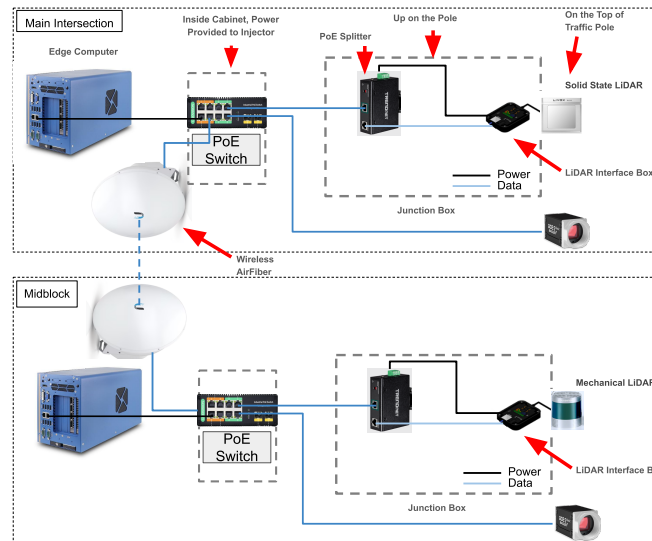 Main Intersection
Inside Cabinet, Power
Provided to Injector
Up on the Pole
On the Top of
Traffic Pole
PoE Splitter
Edge Computer
Solid State LiDAR
TRENDnet
PoE
Switch
LiDAR Interface Box
Power
Data
Junction Box
Wireless
AirFiber
Midblock
Mechanical LiDAR
TRENDnet
PoE
Switch
LiDAR Interface B
Power
Data
Junction Box